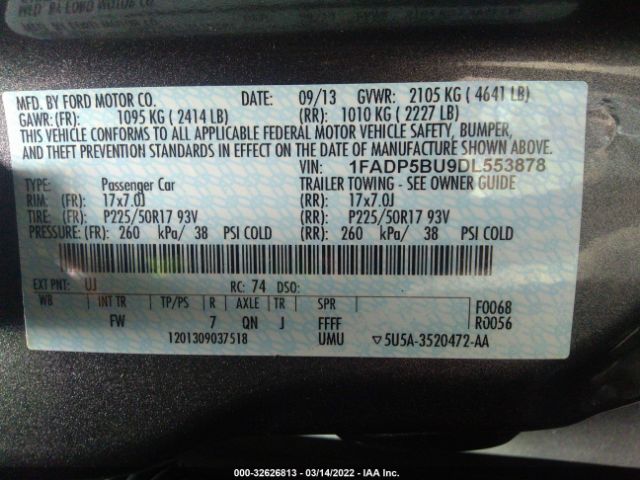 MFD. BY FORD MOTOR CO.
MFD. BY FORD MOTOR CO. DATE: 09/13 GVWR: 2105 KG ( 4641 LB)
GAWR: (FR): 1095 KG ( 2414 LB) (RR): 1010 KG ( 2227 LB)
THIS VEHICLE CONFORMS TO ALL APPLICABLE FEDERAL MOTOR VEHICLE SAFETY, BUMPER,
AND THEFT PREVENTION STANDARDS IN EFFECT ON THE DATE OF MANUFACTURE SHOWN ABOVE.
VIN: 1FADP5BU9DL553878
TYPE: Passenger Car TRAILER TOWING - SEE OWNER GUIDE
RIM: (FR): 17x7.0J (RR): 17x7.0J
TIRE: (FR): P225/50R17 93V (RR): P225/50R17 93V
PRESSURE: (FR): 260 kPa/ 38 PSI COLD (RR): 260 kPa/ 38 PSI COLD
EXT PNT: UJ RC: 74 DSO:
WB INT TR TP/PS R AXLE TR SPR F0068
FW 7 QN J FFFF R0056
1201309037518 UMU ▽5U5A-3520472-AA
000-32626813 - 03/14/2022 - IAA Inc.